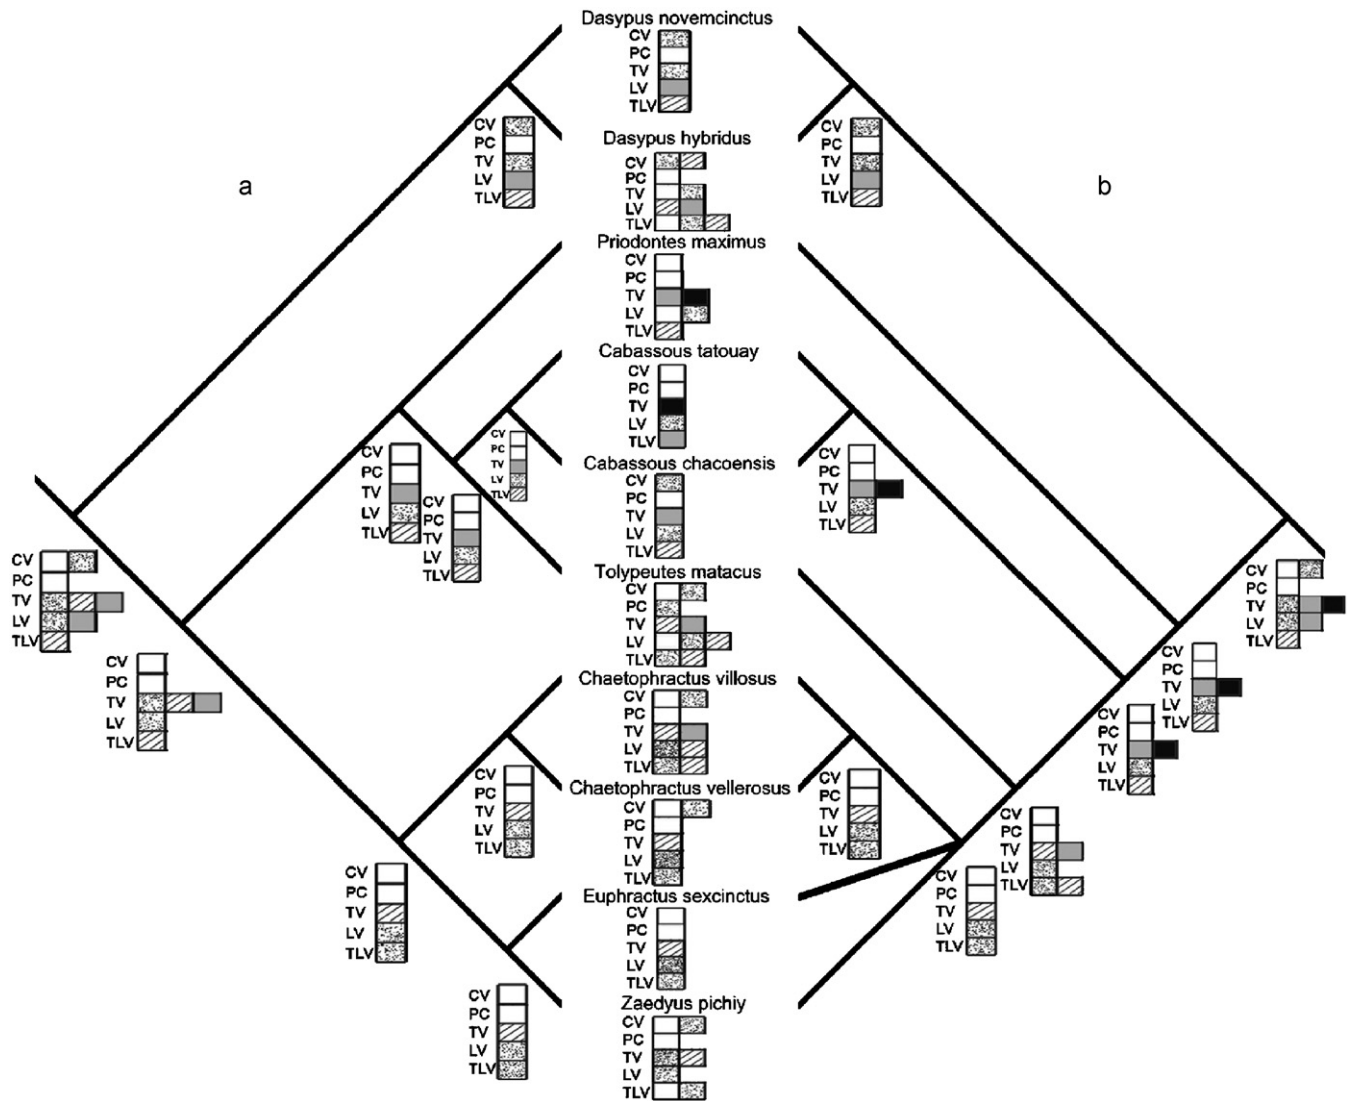 Dasypus novemcinctus
CV
PC
TV
LV
TLV
CV
PC
TV
LV
TLV
CV
PC
TV
LV
TLV
Dasypus hybridus
CV
PC
TV
LV
TLV
a
b
Priodontes maximus
CV
PC
TV
LV
TLV
Cabassous tatouay
CV
PC
TV
LV
TLV
CV
PC
TV
LV
TLV
CV
PC
TV
LV
TLV
CV
PC
TV
LV
TLV
Cabassous chacoensis
CV
PC
TV
LV
TLV
CV
PC
TV
LV
TLV
Tolypeutes matacus
CV
PC
TV
LV
TLV
CV
PC
TV
LV
TLV
CV
PC
TV
LV
TLV
CV
PC
TV
LV
TLV
CV
PC
TV
LV
TLV
Chaetophractus villosus
CV
PC
TV
LV
TLV
CV
PC
TV
LV
TLV
CV
PC
TV
LV
TLV
Chaetophractus vellerosus
CV
PC
TV
LV
TLV
CV
PC
TV
LV
TLV
CV
PC
TV
LV
TLV
CV
PC
TV
LV
TLV
Euphractus sexcinctus
CV
PC
TV
LV
TLV
CV
PC
TV
LV
TLV
CV
PC
TV
LV
TLV
Zaedyus pichiy
CV
PC
TV
LV
TLV